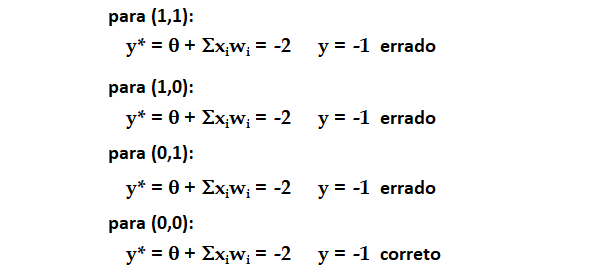 para (1,1):
y* = θ + Σxᵢwᵢ = -2 y = -1 errado
para (1,0):
y* = θ + Σxᵢwᵢ = -2 y = -1 errado
para (0,1):
y* = θ + Σxᵢwᵢ = -2 y = -1 errado
para (0,0):
y* = θ + Σxᵢwᵢ = -2 y = -1 correto